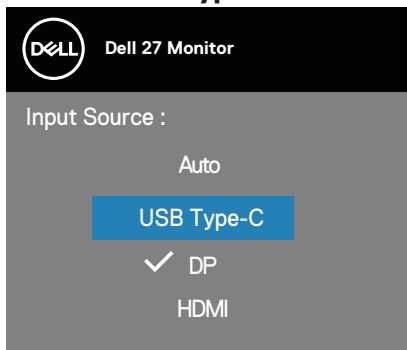 DELL
Dell 27 Monitor
Input Source :
Auto
USB Type-C
DP
HDMI